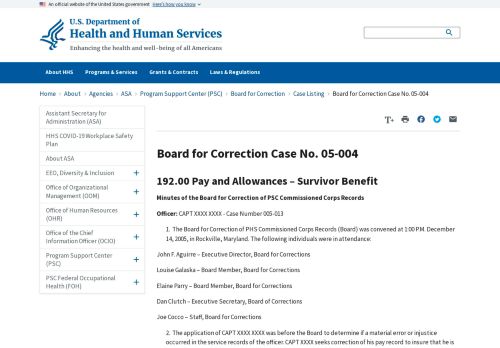 An official website of the United States government Here's how you know
U.S. Department of
Health and Human Services
Enhancing the health and well-being of all Americans
About HHS Programs & Services Grants & Contracts Laws & Regulations
Home › About › Agencies › ASA › Program Support Center (PSC) › Board for Correction › Case Listing › Board for Correction Case No. 05-004
Assistant Secretary for
Administration (ASA)
HHS COVID-19 Workplace Safety
Plan
About ASA
EEO, Diversity & Inclusion +
Office of Organizational
Management (OOM) +
Office of Human Resources
(OHR) +
Office of the Chief
Information Officer (OCIO) +
Program Support Center
(PSC) +
PSC Federal Occupational
Health (FOH) +
T+
Board for Correction Case No. 05-004
192.00 Pay and Allowances – Survivor Benefit
Minutes of the Board for Correction of PSC Commissioned Corps Records
Officer: CAPT XXXX XXXX - Case Number 005-013
1. The Board for Correction of PHS Commissioned Corps Records (Board) was convened at 1:00 P.M. December
14, 2005, in Rockville, Maryland. The following individuals were in attendance:
John F. Aguirre – Executive Director, Board for Corrections
Louise Galaska – Board Member, Board for Corrections
Elaine Parry – Board Member, Board for Corrections
Dan Clutch – Executive Secretary, Board of Corrections
Joe Cocco – Staff, Board for Corrections
2. The application of CAPT XXXX XXXX was before the Board to determine if a material error or injustice
occurred in the service records of the officer. CAPT XXXX seeks correction of his pay record to insure that he is